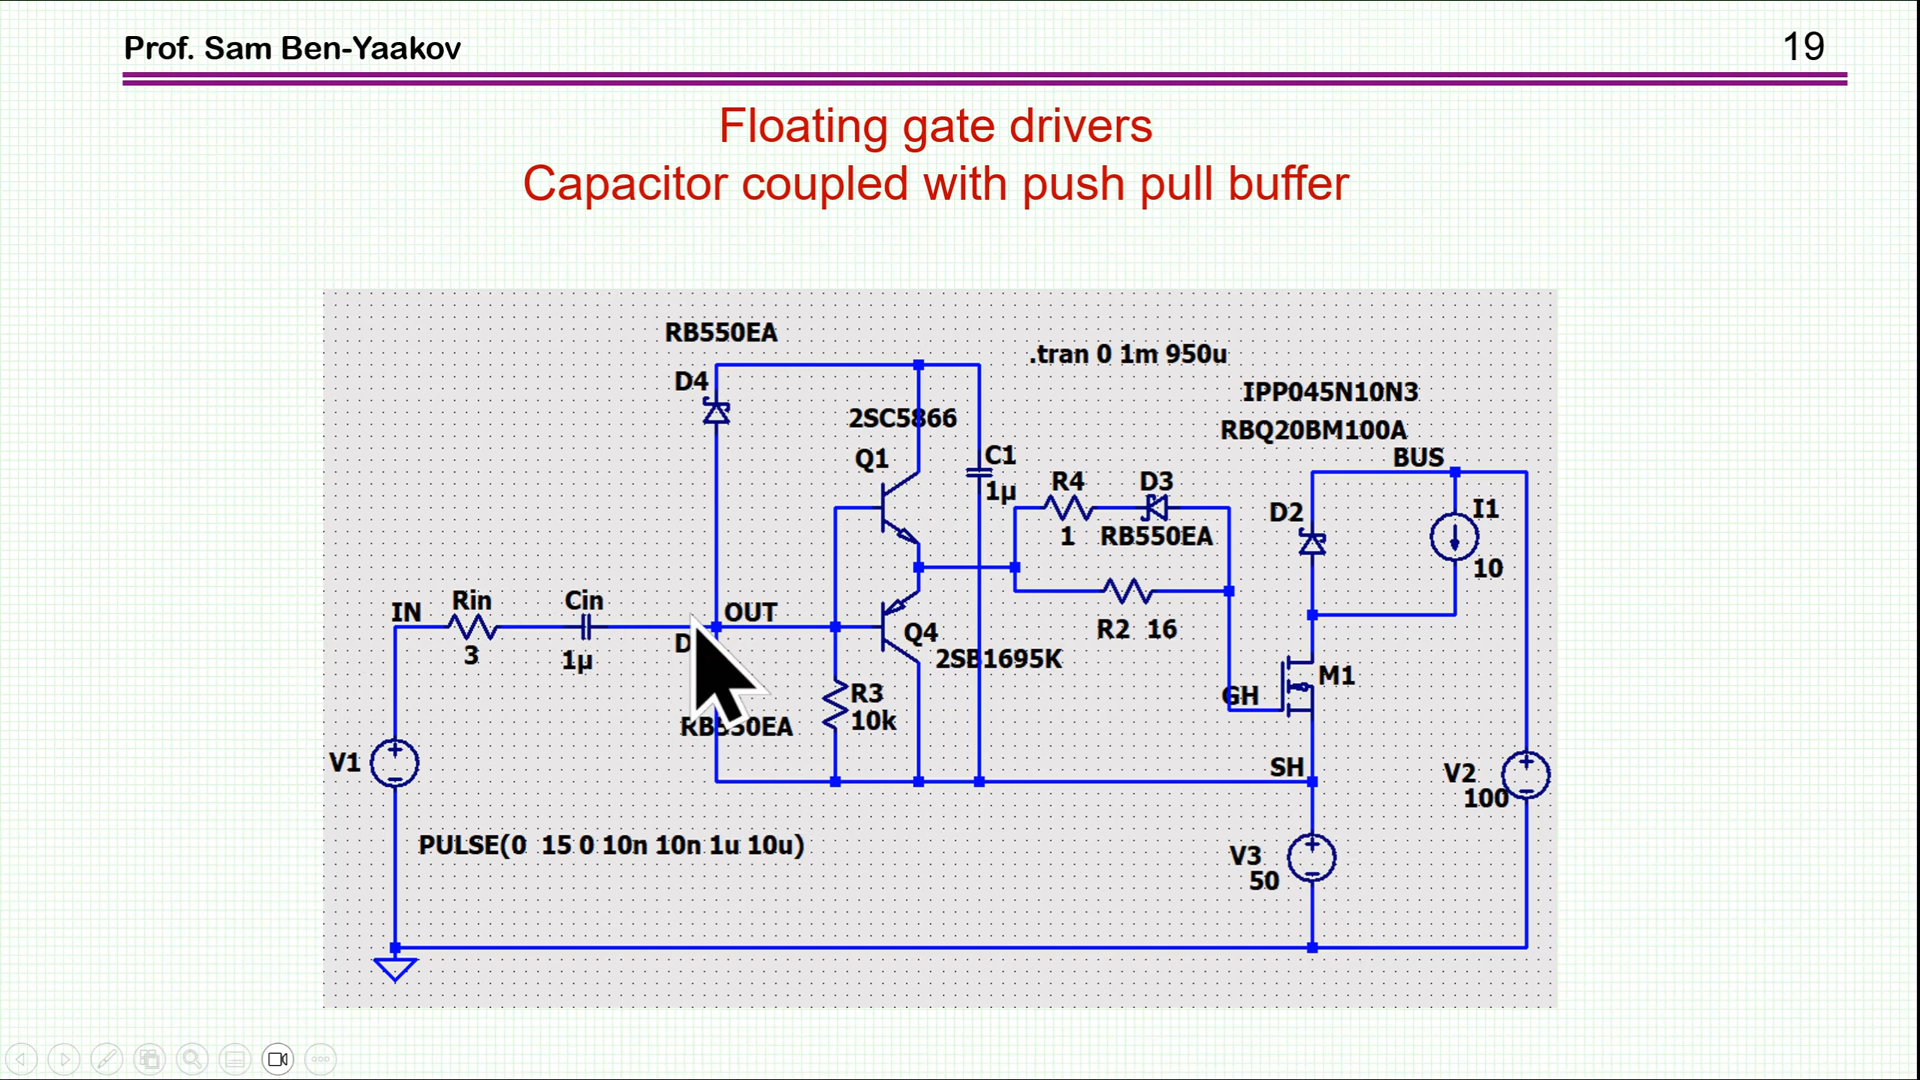 Prof. Sam Ben-Yaakov
19
Floating gate drivers
Capacitor coupled with push pull buffer
RB550EA
.tran 0 1m 950u
D4
IPP045N10N3
2SC5866
RBQ20BM100A
Q1
C1
BUS
1µ
R4
D3
D2
I1
1
RB550EA
10
IN
Rin
Cin
OUT
3
1µ
D
Q4
R2 16
2SB1695K
M1
R3
GH
10k
RB550EA
V1
SH
V2
100
PULSE(0 15 0 10n 10n 1u 10u)
V3
50